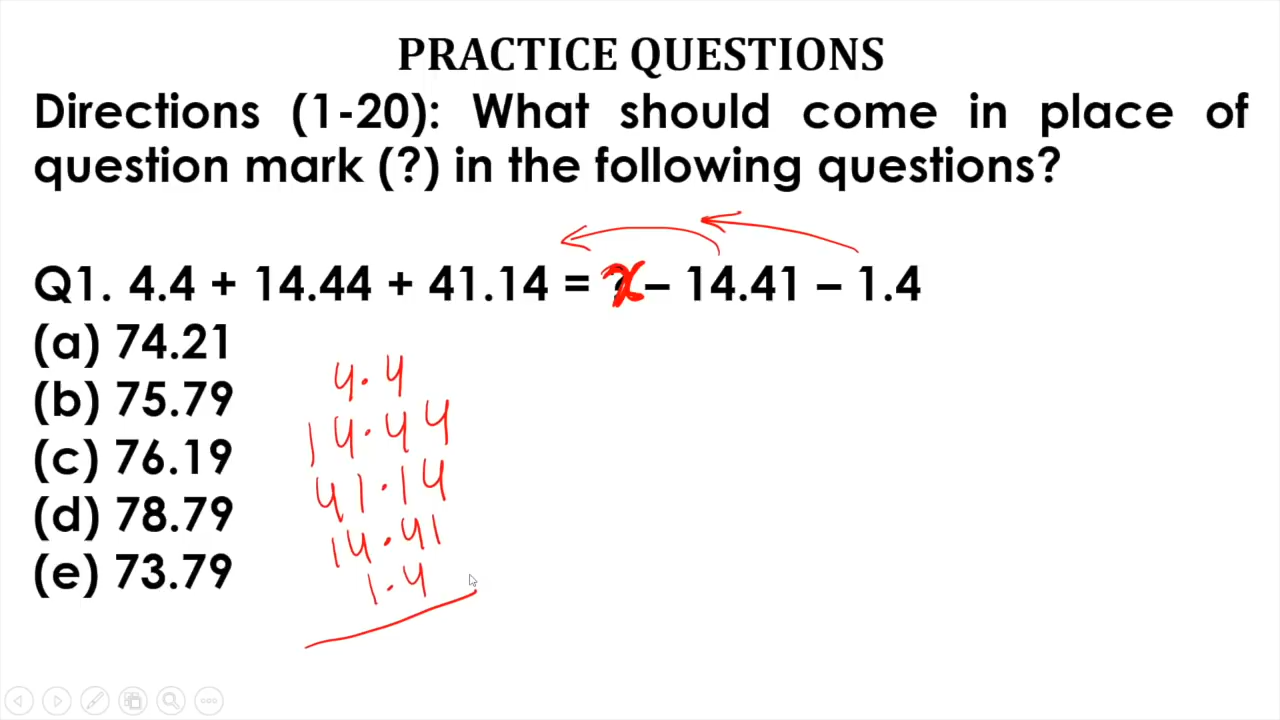 PRACTICE QUESTIONS
Directions (1-20): What should come in place of
question mark (?) in the following questions?
Q1. 4.4 + 14.44 + 41.14 = x – 14.41 – 1.4
(a) 74.21
(b) 75.79
(c) 76.19
(d) 78.79
(e) 73.79
4.4
14.44
41.14
14.41
1.4